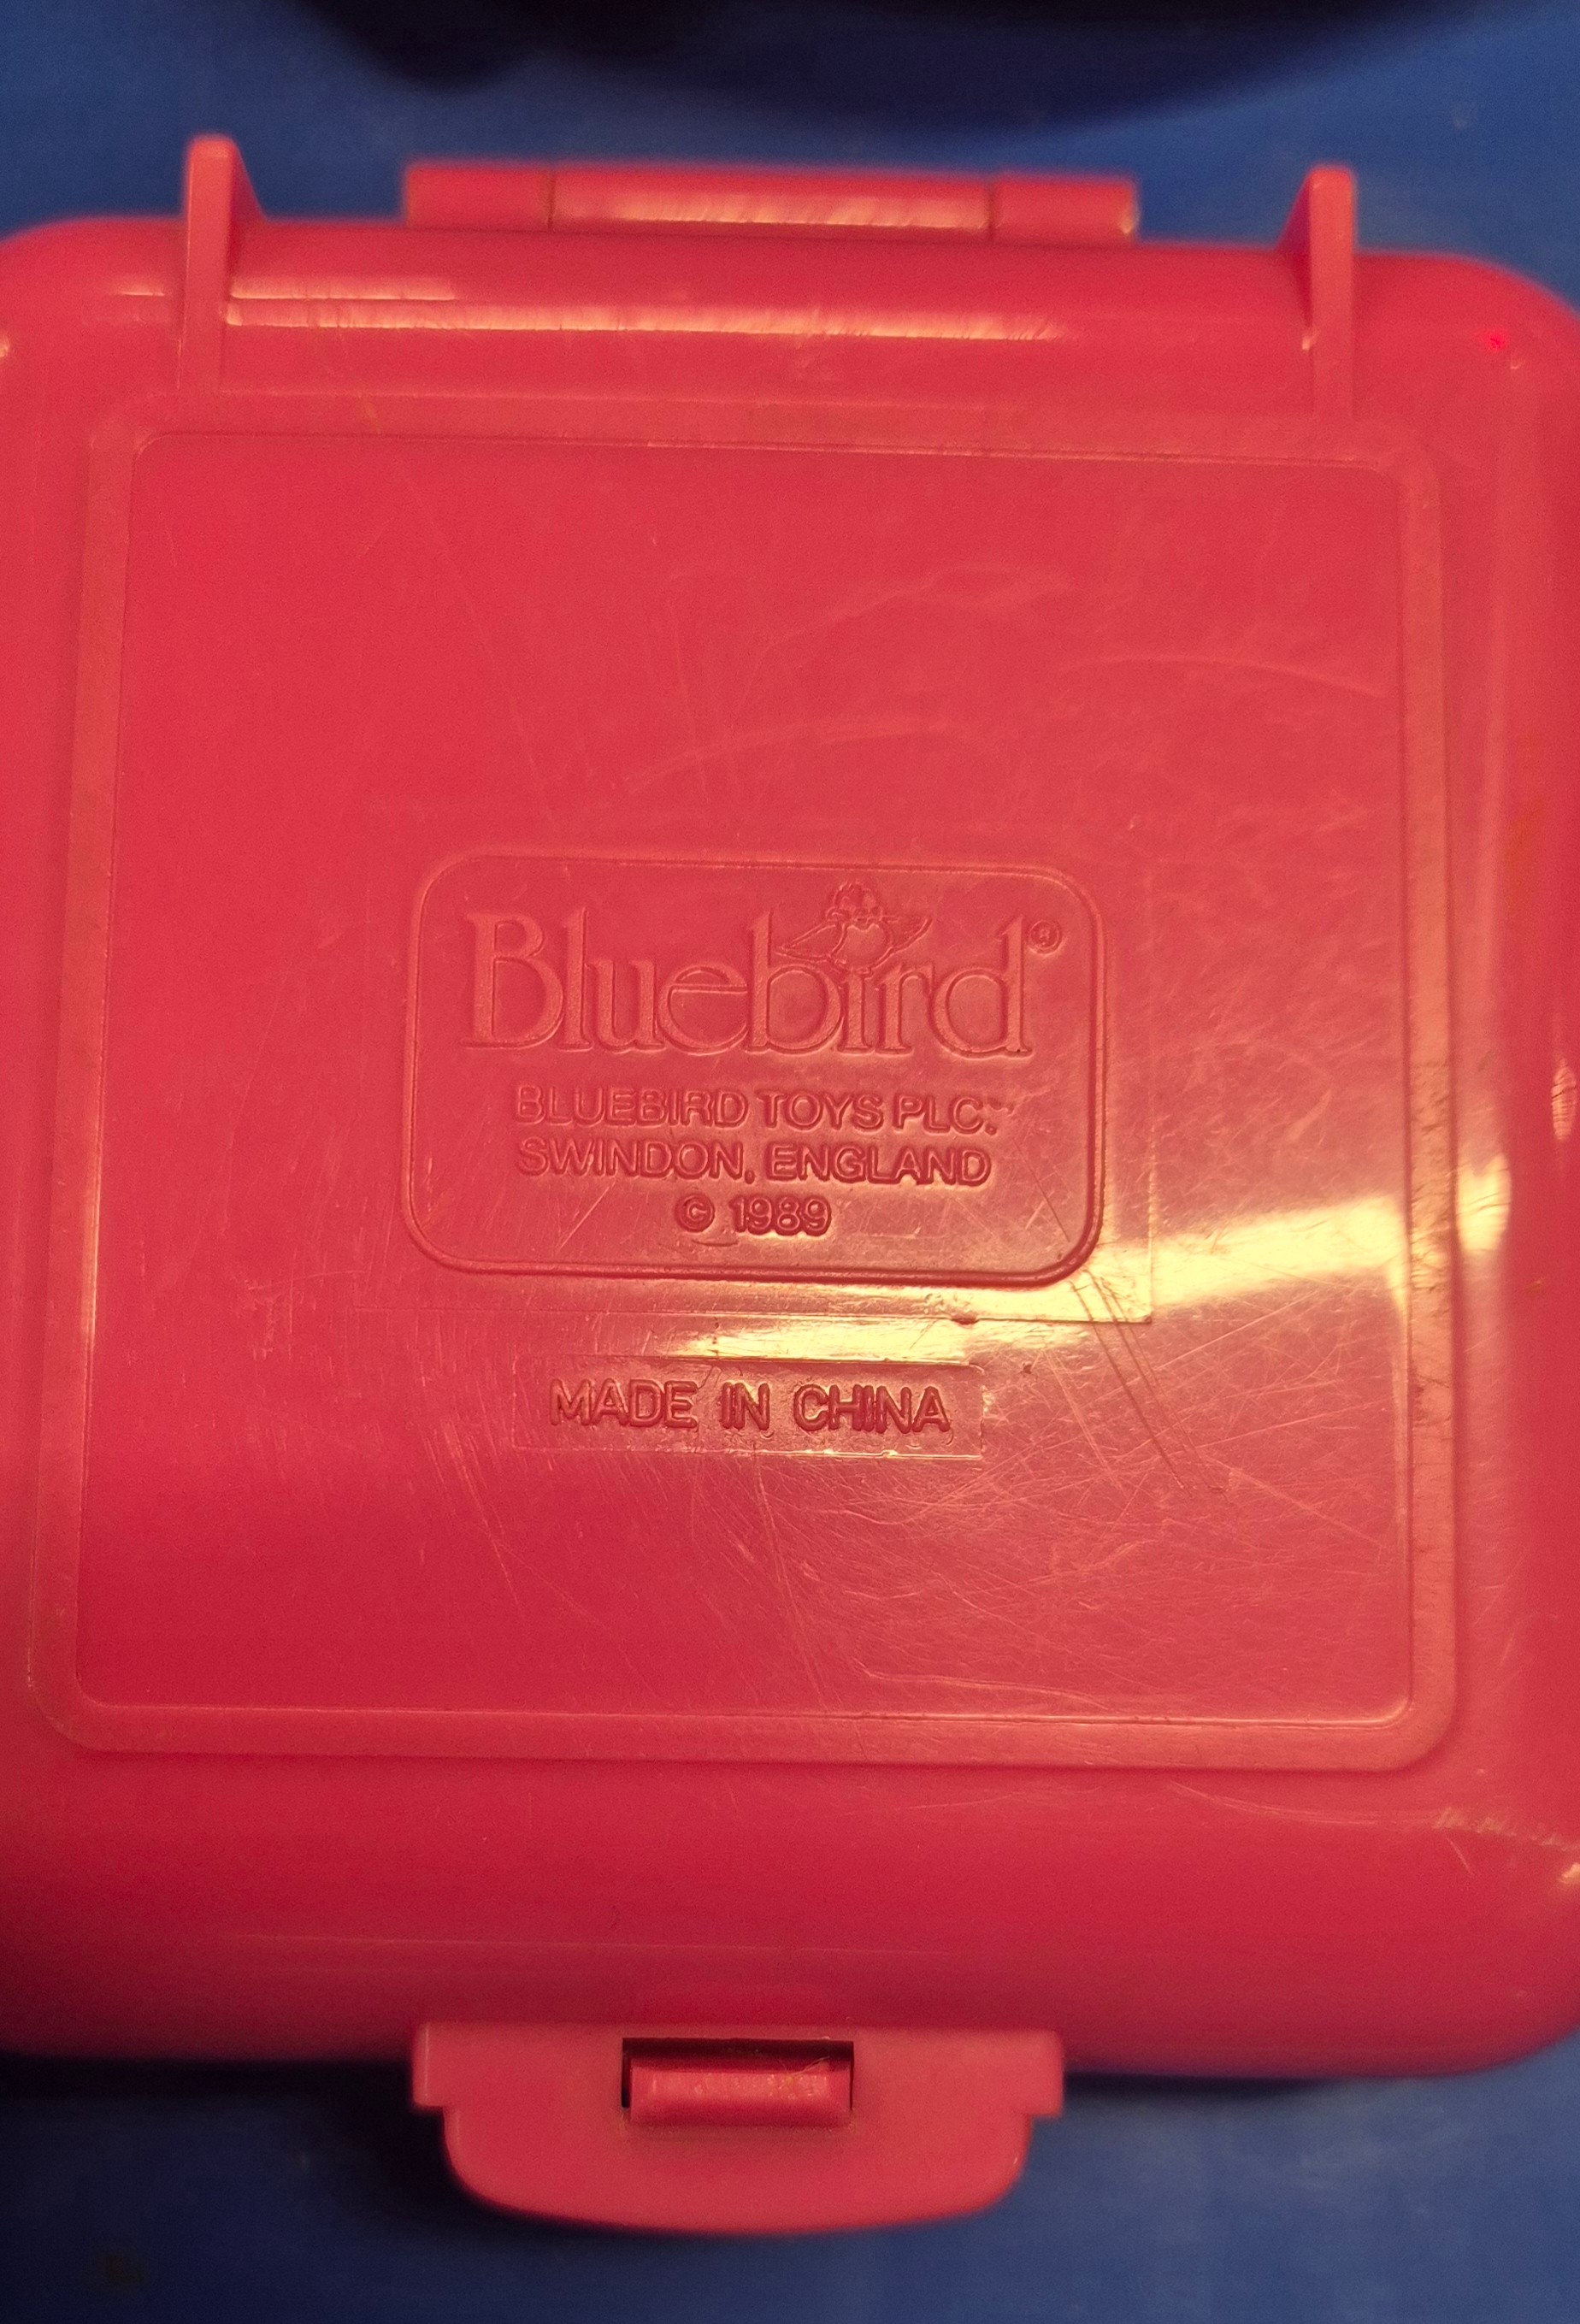 Bluebird®
BLUEBIRD TOYS PLC.
SWINDON, ENGLAND
© 1989
MADE IN CHINA